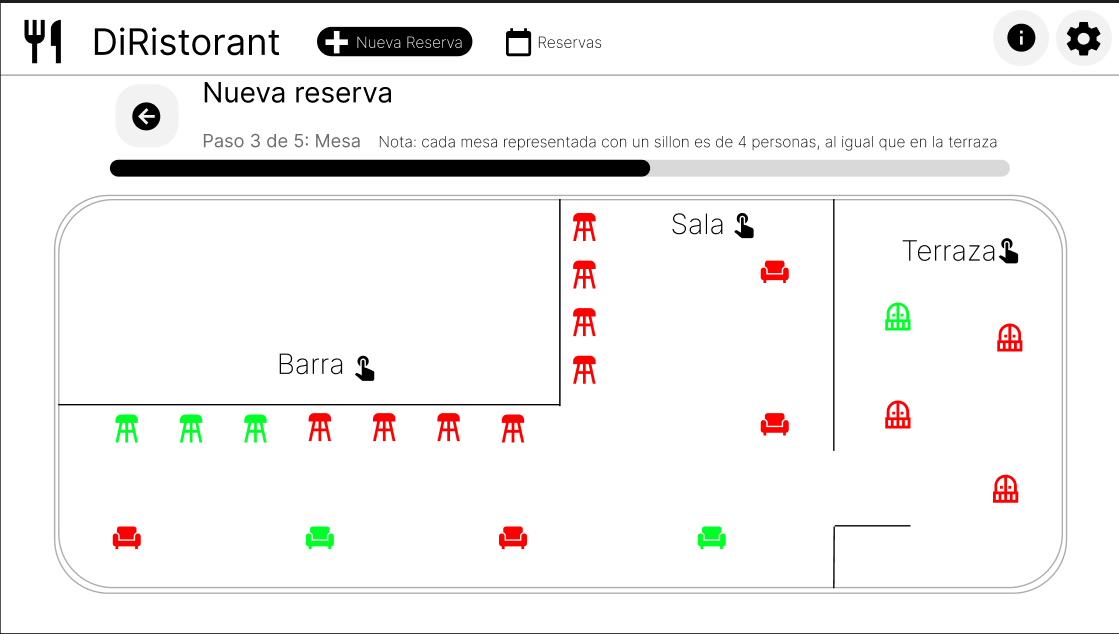 DiRistorant
Nueva Reserva
Reservas
Nueva reserva
Paso 3 de 5: Mesa
Nota: cada mesa representada con un sillon es de 4 personas, al igual que en la terraza
Sala
Terraza
Barra